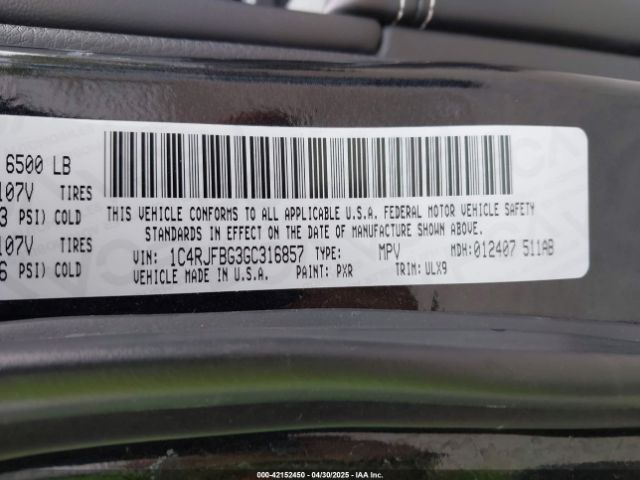 6500 LB
107V TIRES
3 PSI) COLD
107V TIRES
6 PSI) COLD
THIS VEHICLE CONFORMS TO ALL APPLICABLE U.S.A. FEDERAL MOTOR VEHICLE SAFETY
STANDARDS IN EFFECT ON THE DATE OF MANUFACTURE SHOWN ABOVE.
VIN: 1C4RJFBG3GC316857 TYPE: MPV MDH:012407 511AB
VEHICLE MADE IN U.S.A. PAINT: PXR TRIM: ULX9
000-42152450 - 04/30/2025 - IAAI, Inc.